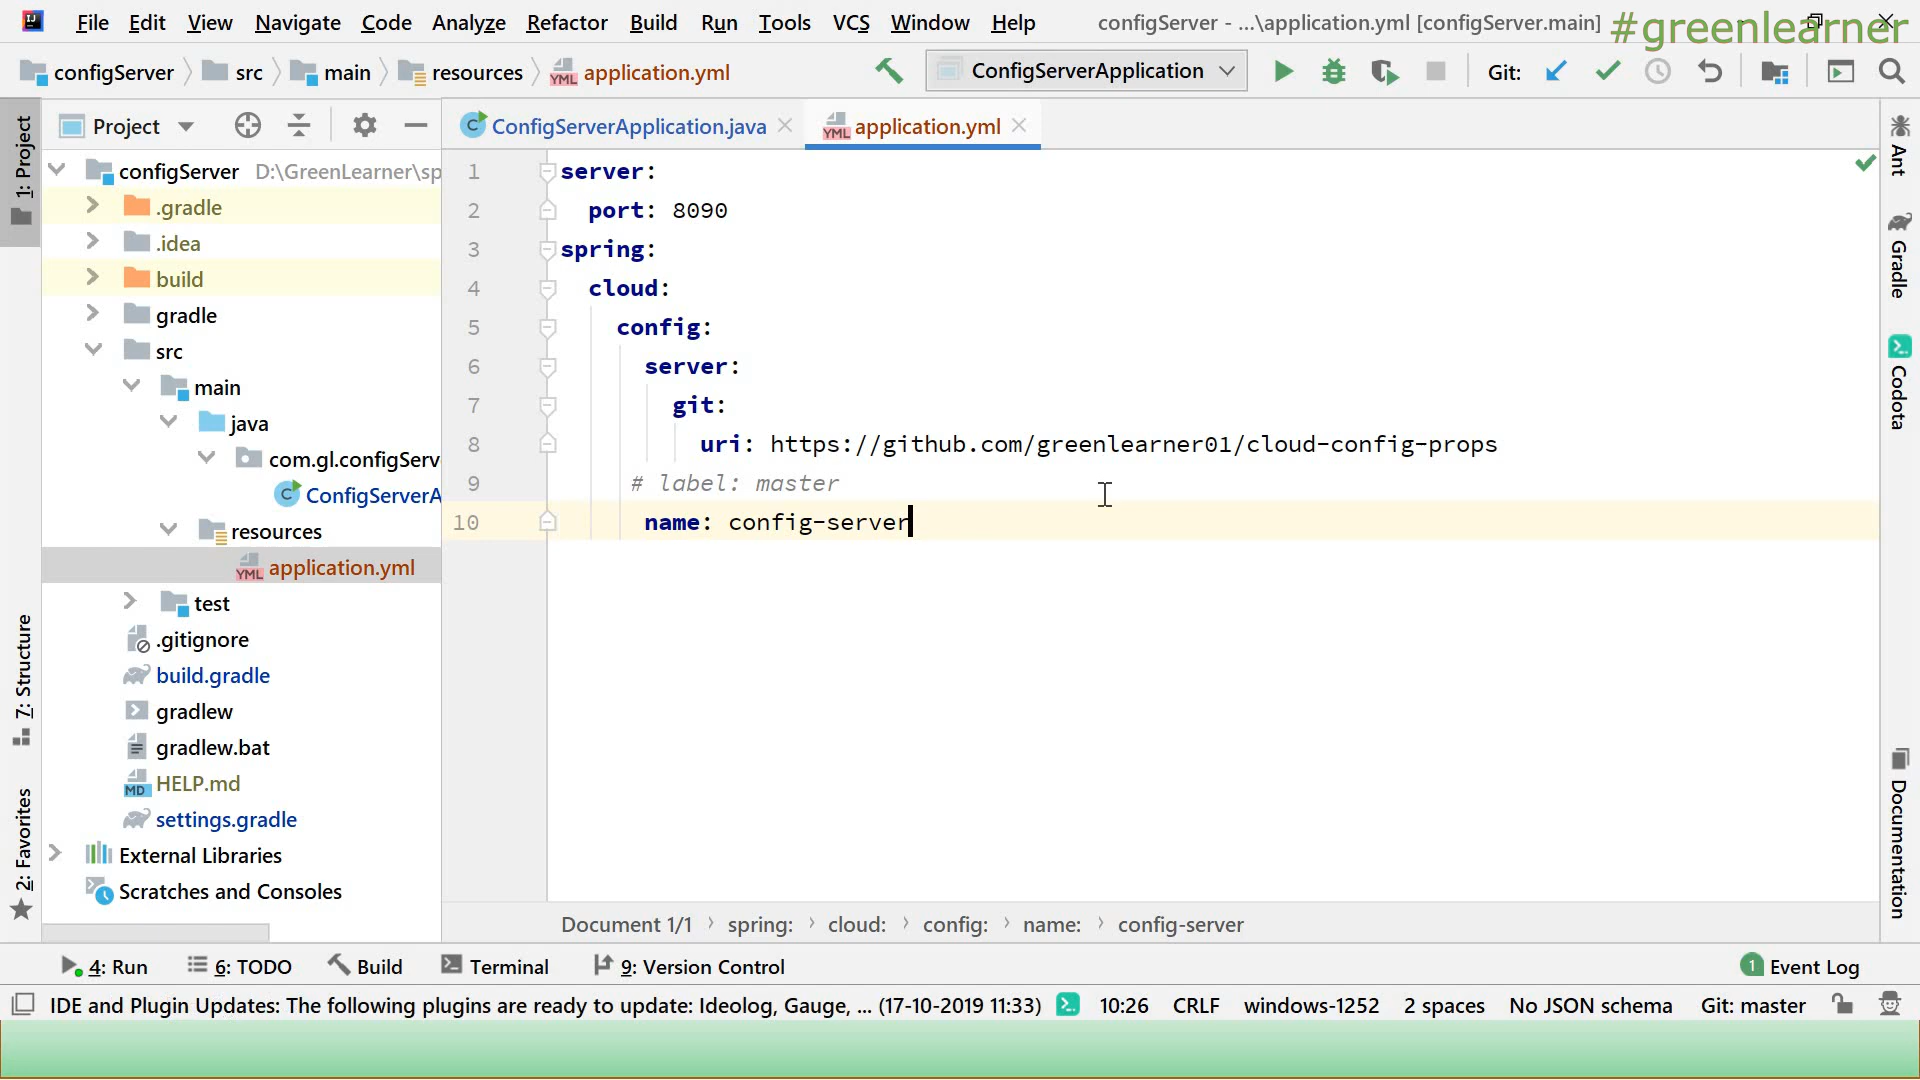 File Edit View Navigate Code Analyze Refactor Build Run Tools VCS Window Help configServer - ...\application.yml [configServer.main] #greenlearner
configServer src main resources application.yml ConfigServerApplication Git:
Project
ConfigServerApplication.java application.yml
1: Project
7: Structure
2: Favorites
configServer D:\GreenLearner\sp
.gradle
.idea
build
gradle
src
main
java
com.gl.configServ
ConfigServerA
resources
application.yml
test
.gitignore
build.gradle
gradlew
gradlew.bat
HELP.md
settings.gradle
External Libraries
Scratches and Consoles
1 server:
2 port: 8090
3 spring:
4 cloud:
5 config:
6 server:
7 git:
8 uri: https://github.com/greenlearner01/cloud-config-props
9 # label: master
10 name: config-server
Document 1/1 spring: cloud: config: name: config-server
Ant
Gradle
Codota
Documentation
4: Run 6: TODO Build Terminal 9: Version Control 1 Event Log
IDE and Plugin Updates: The following plugins are ready to update: Ideolog, Gauge, ... (17-10-2019 11:33) 10:26 CRLF windows-1252 2 spaces No JSON schema Git: master